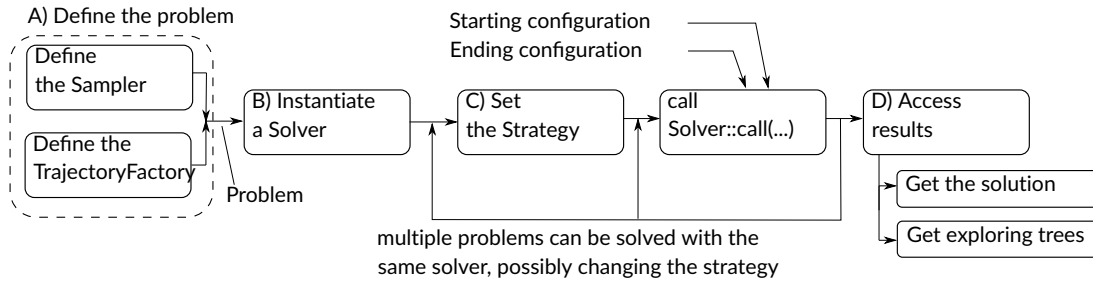 A) Define the problem
Define
the Sampler
Define the
TrajectoryFactory
Problem
B) Instantiate
a Solver
C) Set
the Strategy
Starting configuration
Ending configuration
call
Solver::call(...)
D) Access
results
Get the solution
Get exploring trees
multiple problems can be solved with the
same solver, possibly changing the strategy